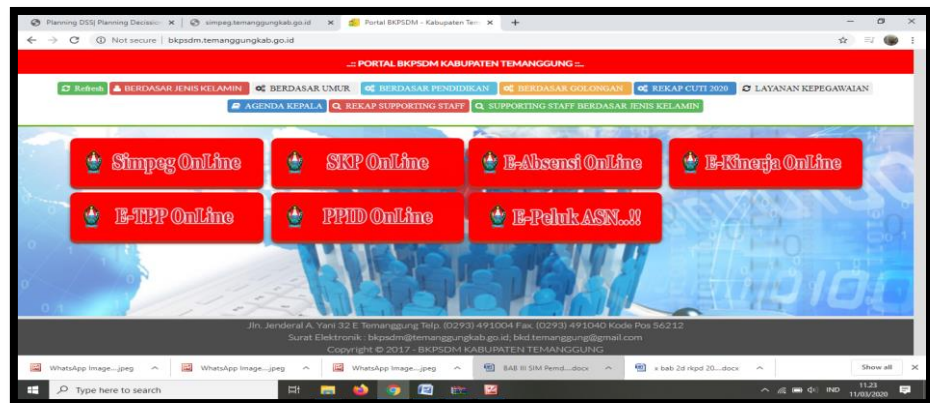 Planning DSS| Planning Decissio
simpeg.temanggungkab.go.id
Portal BKPSDM - Kabupaten Tem
Not secure | bkpsdm.temanggungkab.go.id
..:: PORTAL BKPSDM KABUPATEN TEMANGGUNG ::..
Refresh BERDASAR JENIS KELAMIN BERDASAR UMUR BERDASAR PENDIDIKAN BERDASAR GOLONGAN REKAP CUTI 2020 LAYANAN KEPEGAWAIAN
AGENDA KEPALA REKAP SUPPORTING STAFF SUPPORTING STAFF BERDASAR JENIS KELAMIN
Simpeg OnLine SKP OnLine E-Absensi OnLine E-Kinerja OnLine
E-TPP OnLine PPID OnLine E-Peluk ASN..!!
Jln. Jenderal A. Yani 32 E Temanggung Telp. (0293) 491004 Fax. (0293) 491040 Kode Pos 56212
Surat Elektronik : bkpsdm@temanggungkab.go.id; bkd.temanggung@gmail.com
Copyright © 2017 - BKPSDM KABUPATEN TEMANGGUNG
WhatsApp Image....jpeg WhatsApp Image....jpeg WhatsApp Image....jpeg BAB III SIM Pemd....docx x bab 2d rkpd 20....docx Show all
Type here to search
IND
11.23
11/03/2020